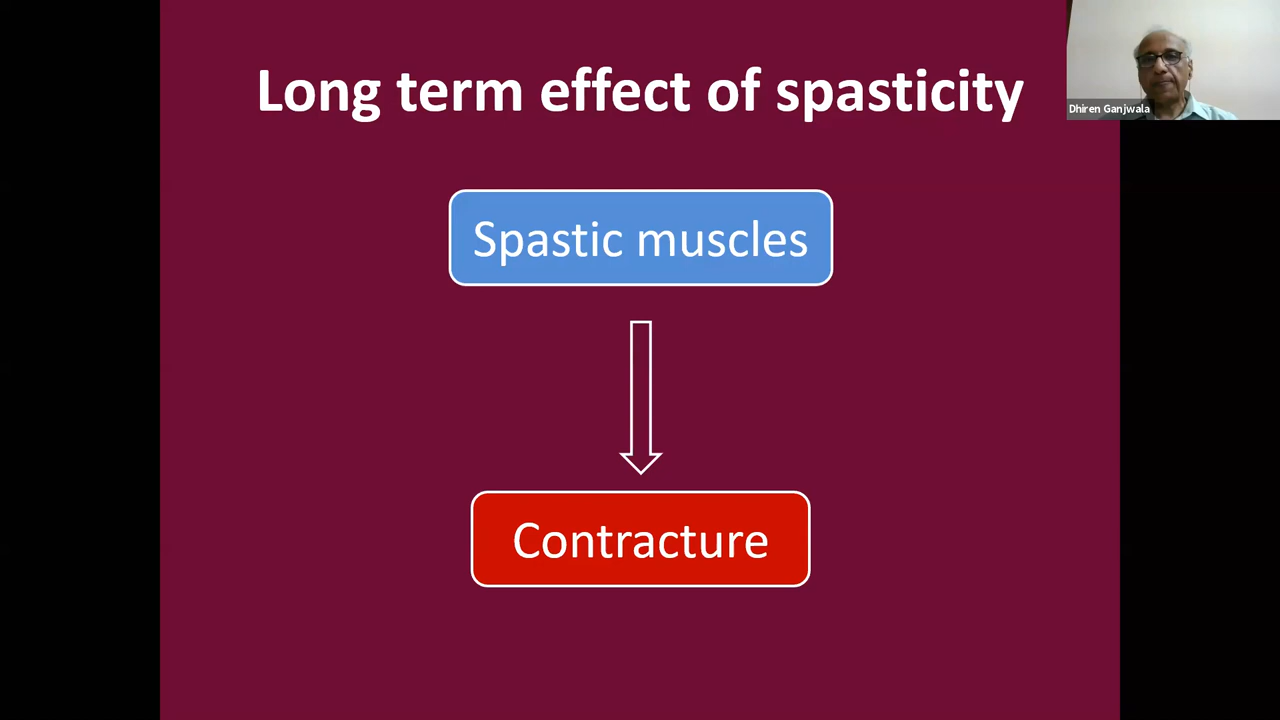 Long term effect of spasticity
Dhiren Ganjwala
Spastic muscles
Contracture